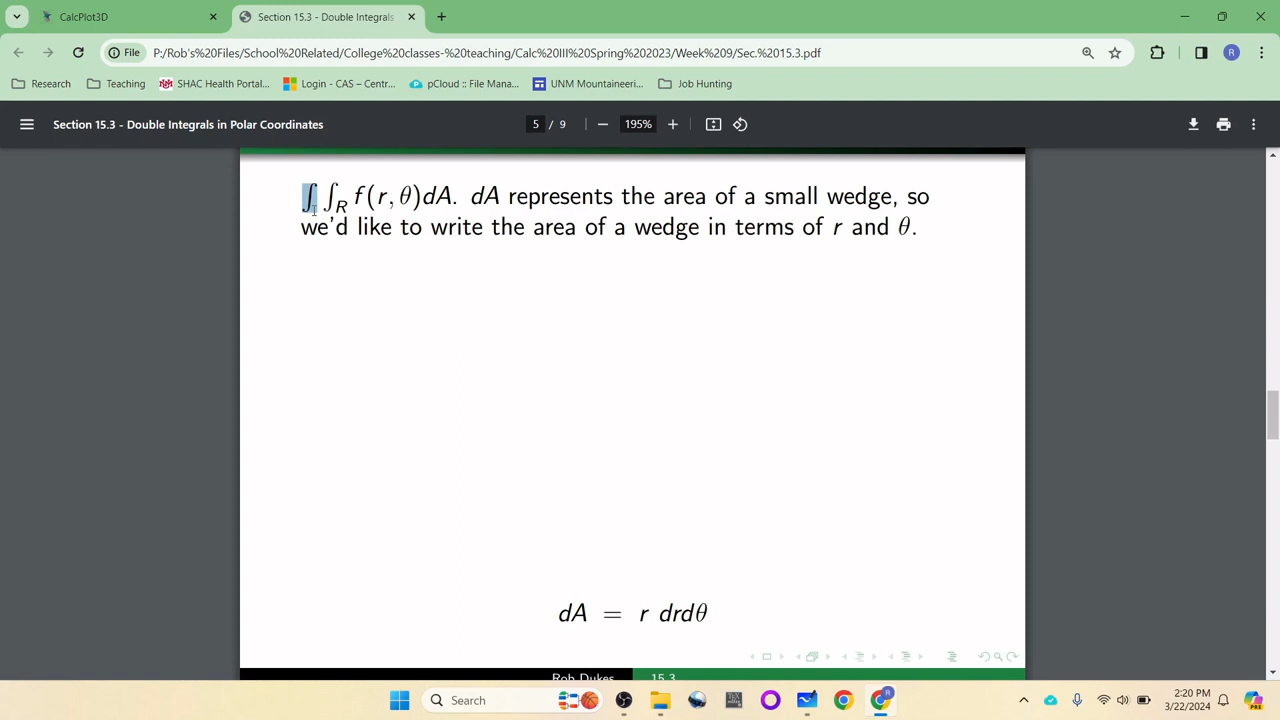 CalcPlot3D
Section 15.3 - Double Integrals
File
P:/Rob's%20Files/School%20Related/College%20classes-%20teaching/Calc%20III%20Spring%202023/Week%209/Sec.%2015.3.pdf
R
Research
Teaching
SHAC Health Portal...
Login - CAS – Centr...
pCloud :: File Mana...
UNM Mountaineeri...
Job Hunting
Section 15.3 - Double Integrals in Polar Coordinates
5 / 9
195%
∫ ∫_R f(r, θ)dA. dA represents the area of a small wedge, so
we'd like to write the area of a wedge in terms of r and θ.
dA = r drdθ
Rob Dukes
15.3
Search
2:20 PM
3/22/2024